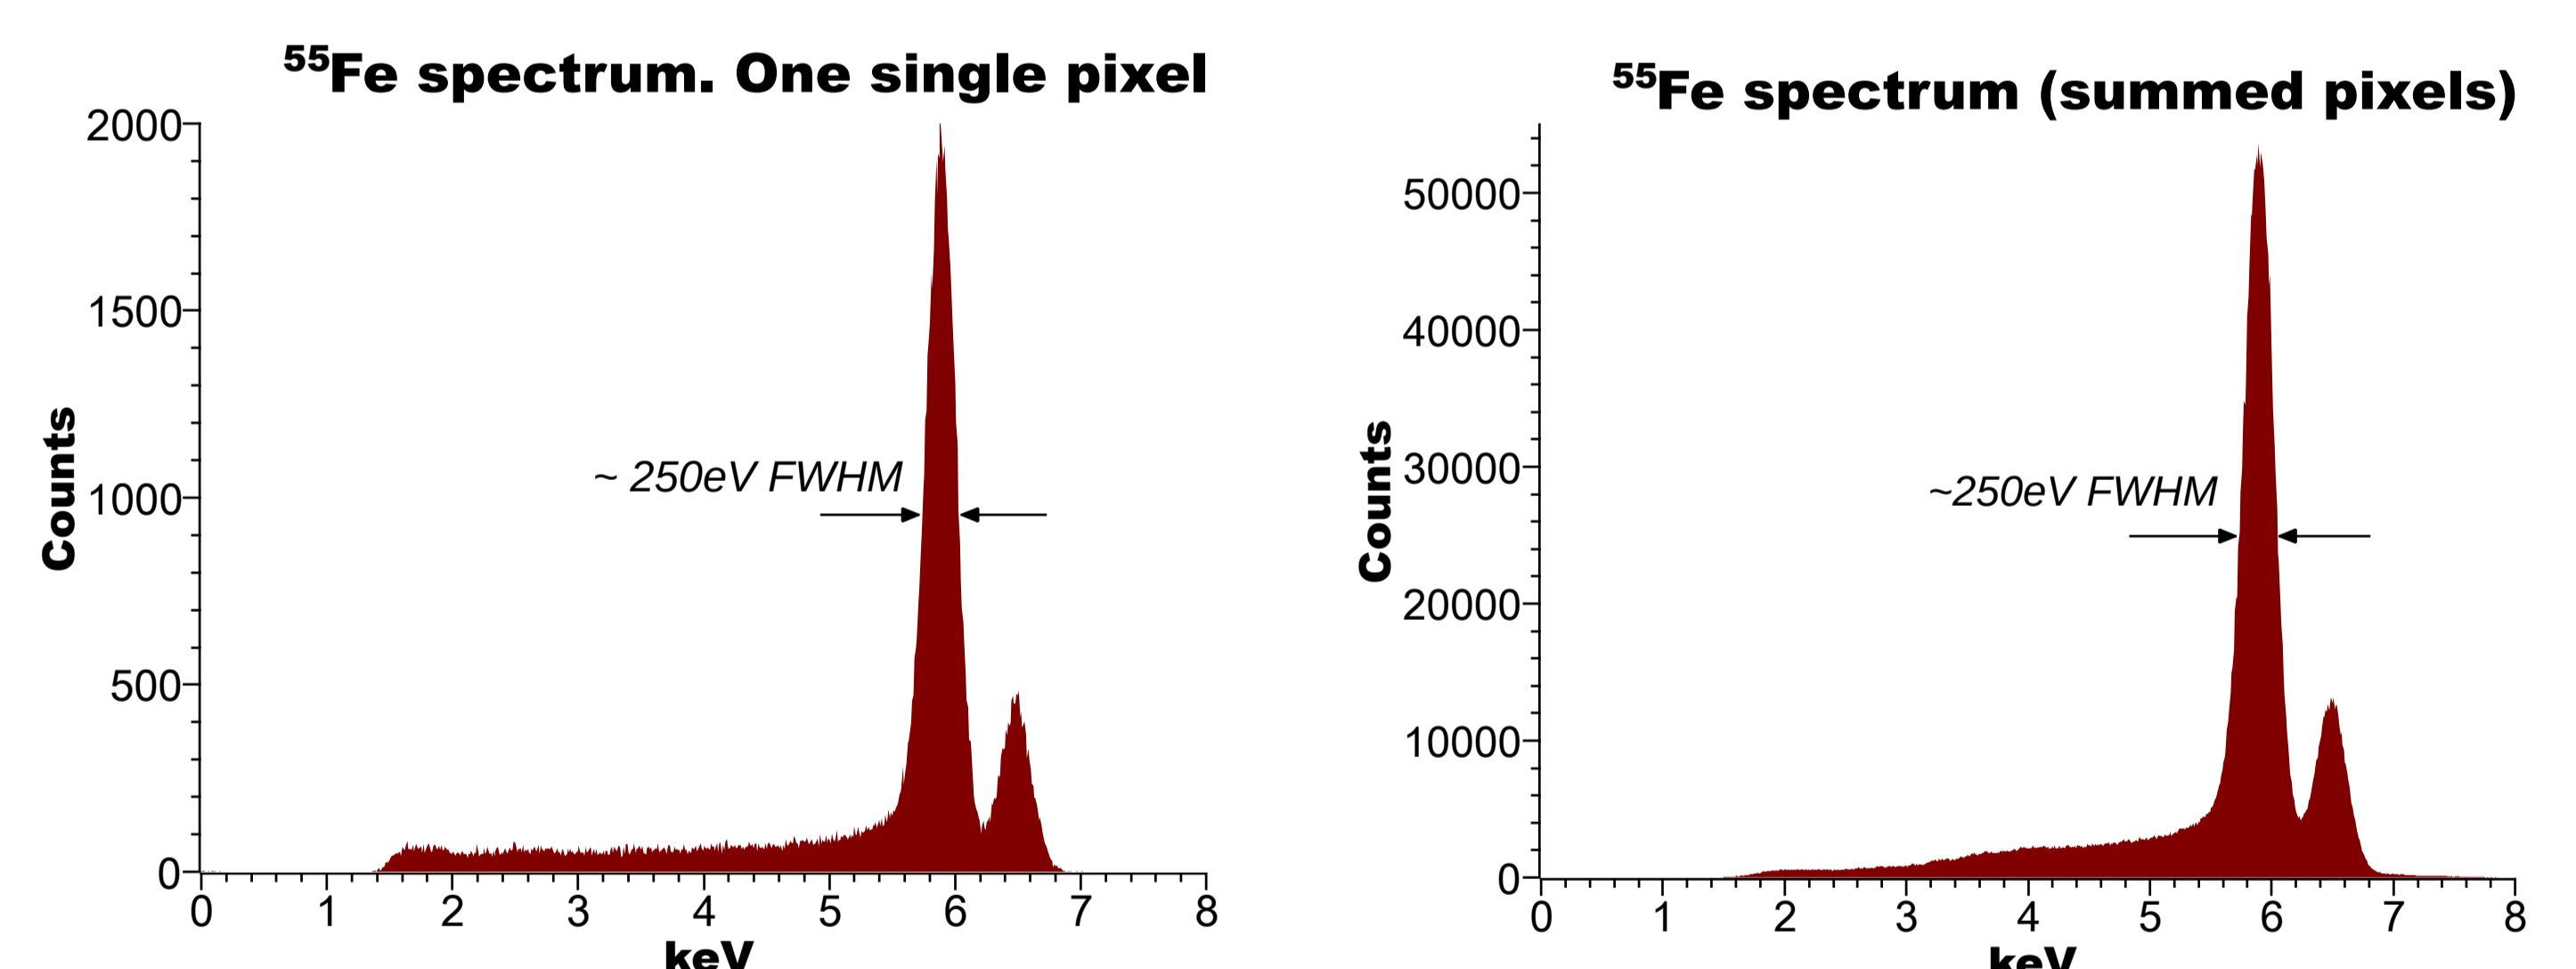 ⁵⁵Fe spectrum. One single pixel
2000
1500
1000
500
0
Counts
~ 250eV FWHM
0 1 2 3 4 5 6 7 8
keV
⁵⁵Fe spectrum (summed pixels)
50000
40000
30000
20000
10000
0
Counts
~250eV FWHM
0 1 2 3 4 5 6 7 8
keV